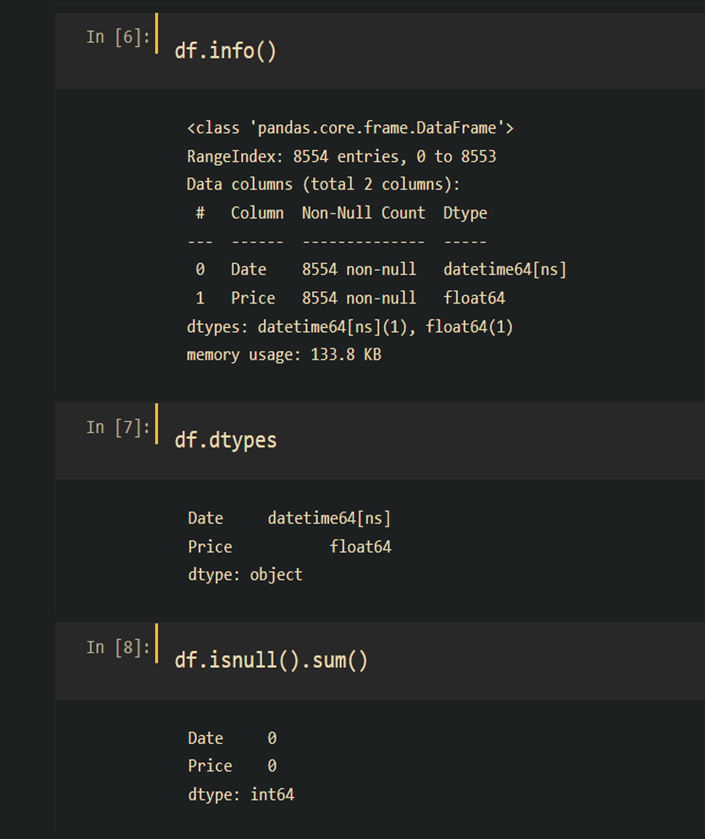 In [6]:
df.info()
<class 'pandas.core.frame.DataFrame'>
RangeIndex: 8554 entries, 0 to 8553
Data columns (total 2 columns):
 #   Column  Non-Null Count  Dtype
---  ------  --------------  -----
 0   Date    8554 non-null   datetime64[ns]
 1   Price   8554 non-null   float64
dtypes: datetime64[ns](1), float64(1)
memory usage: 133.8 KB
In [7]:
df.dtypes
Date     datetime64[ns]
Price           float64
dtype: object
In [8]:
df.isnull().sum()
Date     0
Price    0
dtype: int64